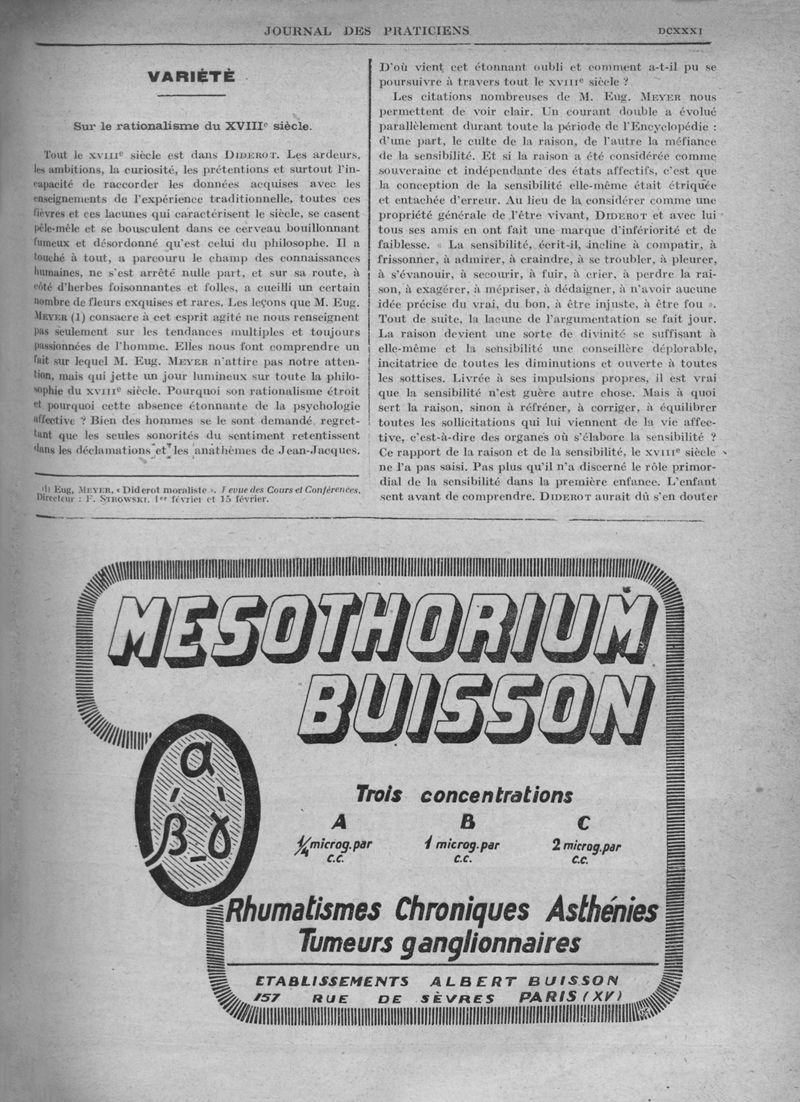 JOURNAL DES PRATICIENS
DCXXXI
VARIÉTÉ
Sur le rationalisme du XVIIIe siècle.
Tout le XVIIIe siècle est dans DIDEROT. Les ardeurs,
les ambitions, la curiosité, les prétentions et surtout l'in-
capacité de raccorder les données acquises avec les
enseignements de l'expérience traditionnelle, toutes ces
fièvres et ces lacunes qui caractérisent le siècle, se casent
pêle-mêle et se bousculent dans ce cerveau bouillonnant
fumeux et désordonné qu'est celui du philosophe. Il a
touché à tout, a parcouru le champ des connaissances
humaines, ne s'est arrêté nulle part, et sur sa route, à
côté d'herbes foisonnantes et folles, a cueilli un certain
nombre de fleurs exquises et rares. Les leçons que M. Eug.
MEYER (1) consacre à cet esprit agité ne nous renseignent
pas seulement sur les tendances multiples et toujours
passionnées de l'homme. Elles nous font comprendre un
fait sur lequel M. Eug. MEYER n'attire pas notre atten-
tion, mais qui jette un jour lumineux sur toute la philo-
sophie du XVIIIe siècle. Pourquoi son rationalisme étroit
et pourquoi cette absence étonnante de la psychologie
affective ? Bien des hommes se le sont demandé, regret-
tant que les seules sonorités du sentiment retentissent
dans les déclamations et les anathèmes de Jean-Jacques.
(1) Eug, MEYER, « Diderot moraliste ». Revue des Cours et Conférences,
Directeur : F. STROWSKI. 1er février et 15 février.
D'où vient cet étonnant oubli et comment a-t-il pu se
poursuivre à travers tout le XVIIIe siècle ?
Les citations nombreuses de M. Eug. MEYER nous
permettent de voir clair. Un courant double a évolué
parallèlement durant toute la période de l'Encyclopédie :
d'une part, le culte de la raison, de l'autre la méfiance
de la sensibilité. Et si la raison a été considérée comme
souveraine et indépendante des états affectifs, c'est que
la conception de la sensibilité elle-même était étriquée
et entachée d'erreur. Au lieu de la considérer comme une
propriété générale de l'être vivant, DIDEROT et avec lui
tous ses amis en ont fait une marque d'infériorité et de
faiblesse. « La sensibilité, écrit-il, incline à compatir, à
frissonner, à admirer, à craindre, à se troubler, à pleurer,
à s'évanouir, à secourir, à fuir, à crier, à perdre la rai-
son, à exagérer, à mépriser, à dédaigner, à n'avoir aucune
idée précise du vrai, du bon, à être injuste, à être fou ».
Tout de suite, la lacune de l'argumentation se fait jour.
La raison devient une sorte de divinité se suffisant à
elle-même et la sensibilité une conseillère déplorable,
incitatrice de toutes les diminutions et ouverte à toutes
les sottises. Livrée à ses impulsions propres, il est vrai
que la sensibilité n'est guère autre chose. Mais à quoi
sert la raison, sinon à réfréner, à corriger, à équilibrer
toutes les sollicitations qui lui viennent de la vie affec-
tive, c'est-à-dire des organes où s'élabore la sensibilité ?
Ce rapport de la raison et de la sensibilité, le XVIIIe siècle
ne l'a pas saisi. Pas plus qu'il n'a discerné le rôle primor-
dial de la sensibilité dans la première enfance. L'enfant
sent avant de comprendre. DIDEROT aurait dû s'en douter
MESOTHORIUM
BUISSON
α
β - γ
Trois concentrations
A B C
1/4 microg.par 1 microg.par 2 microg.par
c.c. c.c. c.c.
Rhumatismes Chroniques Asthénies
Tumeurs ganglionnaires
ETABLISSEMENTS ALBERT BUISSON
157 RUE DE SÈVRES PARIS (XV)